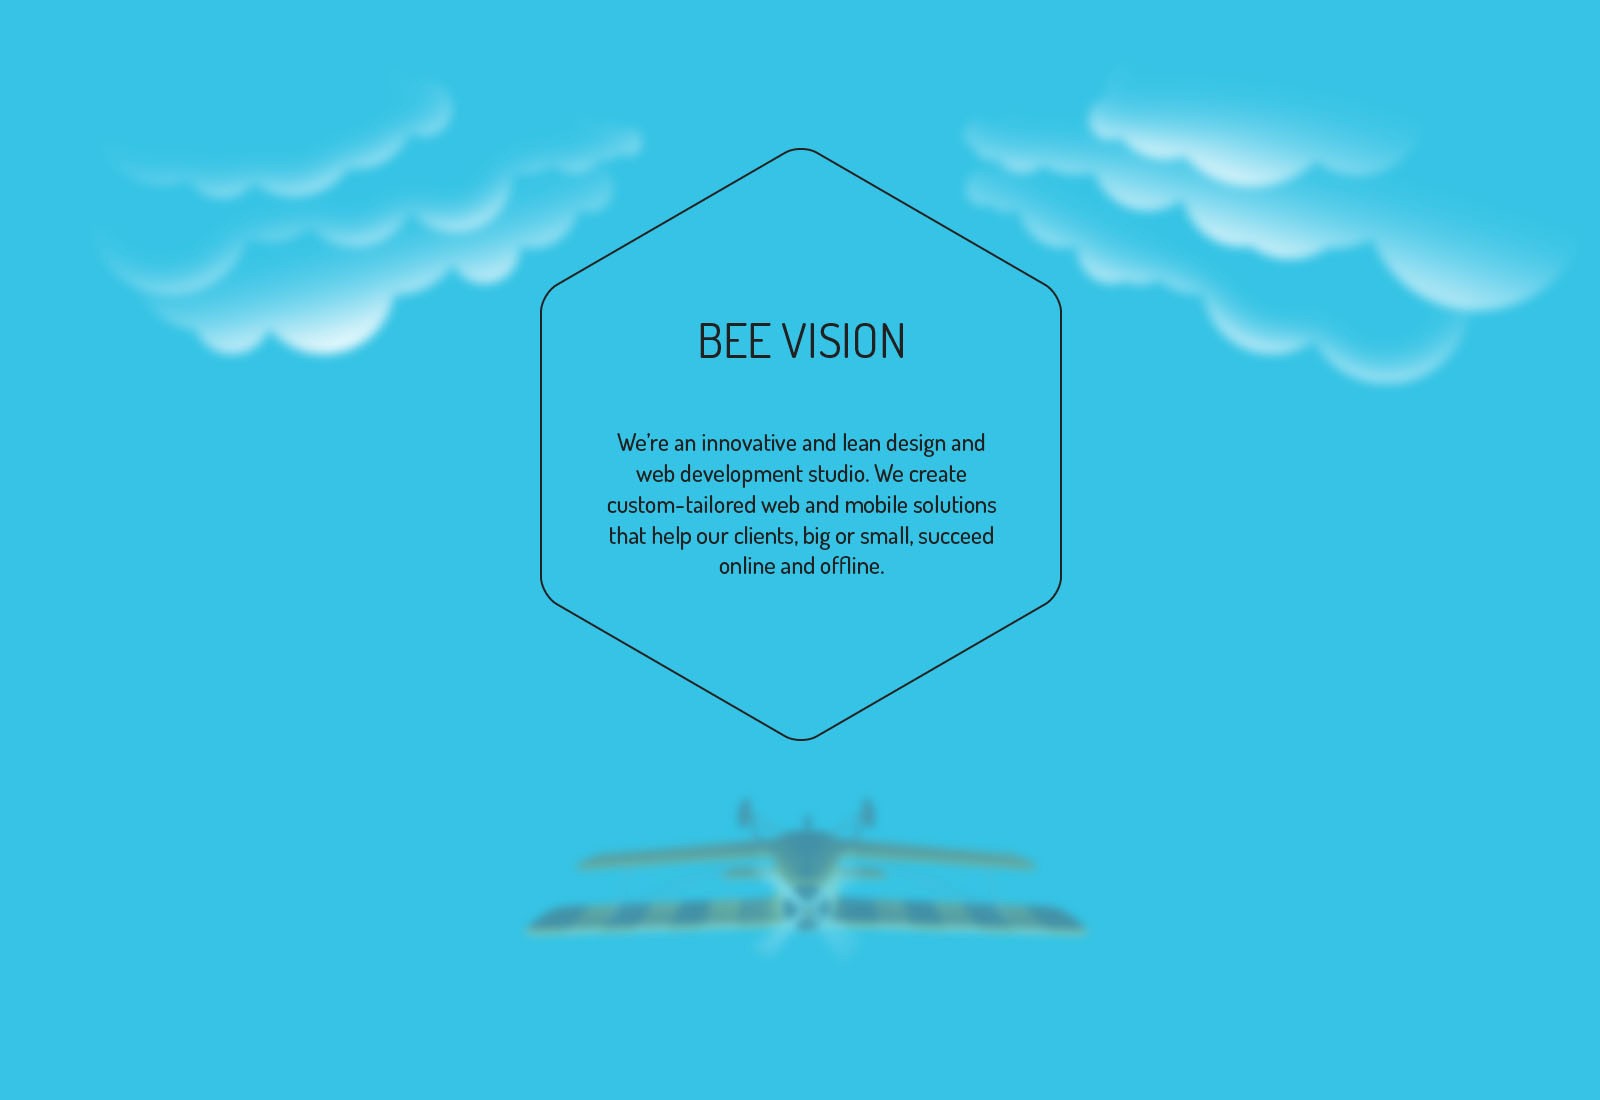 BEE VISION
We’re an innovative and lean design and
web development studio. We create
custom-tailored web and mobile solutions
that help our clients, big or small, succeed
online and offline.